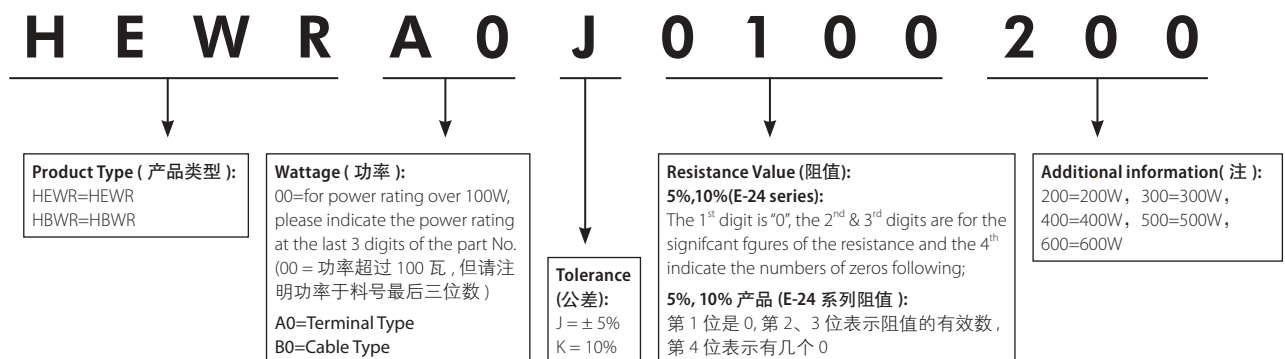 H E W R A 0 J 0 1 0 0 2 0 0
Product Type ( 产品类型 ):
HEWR=HEWR
HBWR=HBWR
Wattage ( 功率 ):
00=for power rating over 100W,
please indicate the power rating
at the last 3 digits of the part No.
(00 = 功率超过 100 瓦 , 但请注
明功率于料号最后三位数 )
A0=Terminal Type
B0=Cable Type
Tolerance
(公差):
J = ± 5%
K = 10%
Resistance Value (阻值):
5%,10%(E-24 series):
The 1st digit is "0", the 2nd & 3rd digits are for the
signifcant fgures of the resistance and the 4th
indicate the numbers of zeros following;
5%, 10% 产品 (E-24 系列阻值 ):
第 1 位是 0, 第 2、3 位表示阻值的有效数 ,
第 4 位表示有几个 0
Additional information( 注 ):
200=200W，300=300W，
400=400W，500=500W，
600=600W